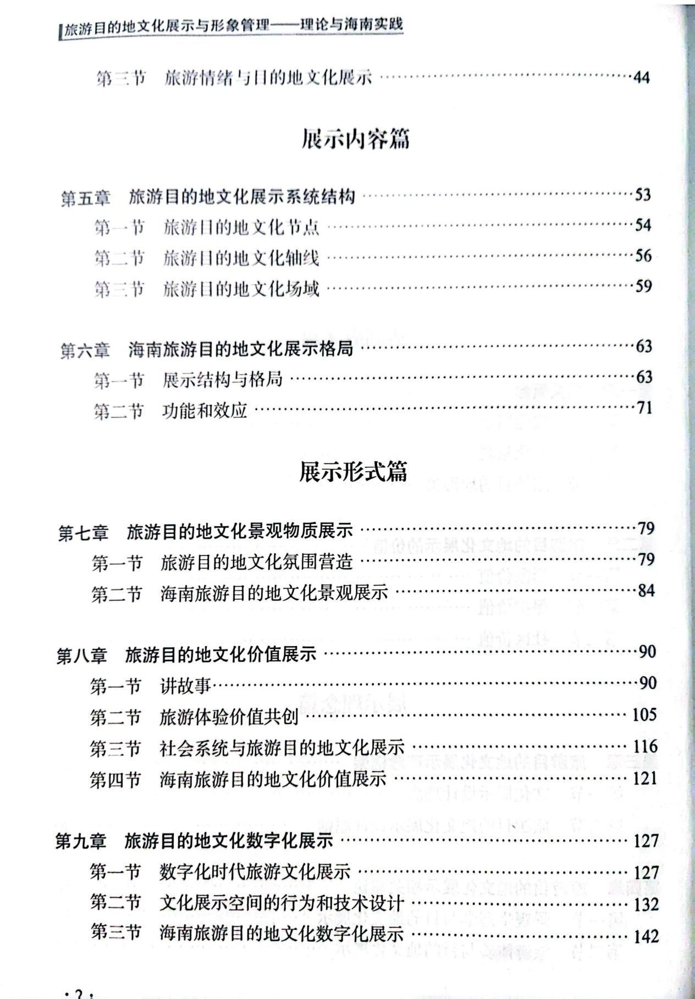 旅游目的地文化展示与形象管理——理论与海南实践
第三节 旅游情绪与目的地文化展示 ……………………………………44
展示内容篇
第五章 旅游目的地文化展示系统结构 ……………………………………53
第一节 旅游目的地文化节点 ……………………………………54
第二节 旅游目的地文化轴线 ……………………………………56
第三节 旅游目的地文化场域 ……………………………………59
第六章 海南旅游目的地文化展示格局 ……………………………………63
第一节 展示结构与格局 ……………………………………63
第二节 功能和效应 ……………………………………71
展示形式篇
第七章 旅游目的地文化景观物质展示 ……………………………………79
第一节 旅游目的地文化氛围营造 ……………………………………79
第二节 海南旅游目的地文化景观展示 ……………………………………84
第八章 旅游目的地文化价值展示 ……………………………………90
第一节 讲故事……………………………………90
第二节 旅游体验价值共创 …………………………………… 105
第三节 社会系统与旅游目的地文化展示 …………………………………… 116
第四节 海南旅游目的地文化价值展示 …………………………………… 121
第九章 旅游目的地文化数字化展示 …………………………………… 127
第一节 数字化时代旅游文化展示 …………………………………… 127
第二节 文化展示空间的行为和技术设计 …………………………………… 132
第三节 海南旅游目的地文化数字化展示 …………………………………… 142
· 2 ·